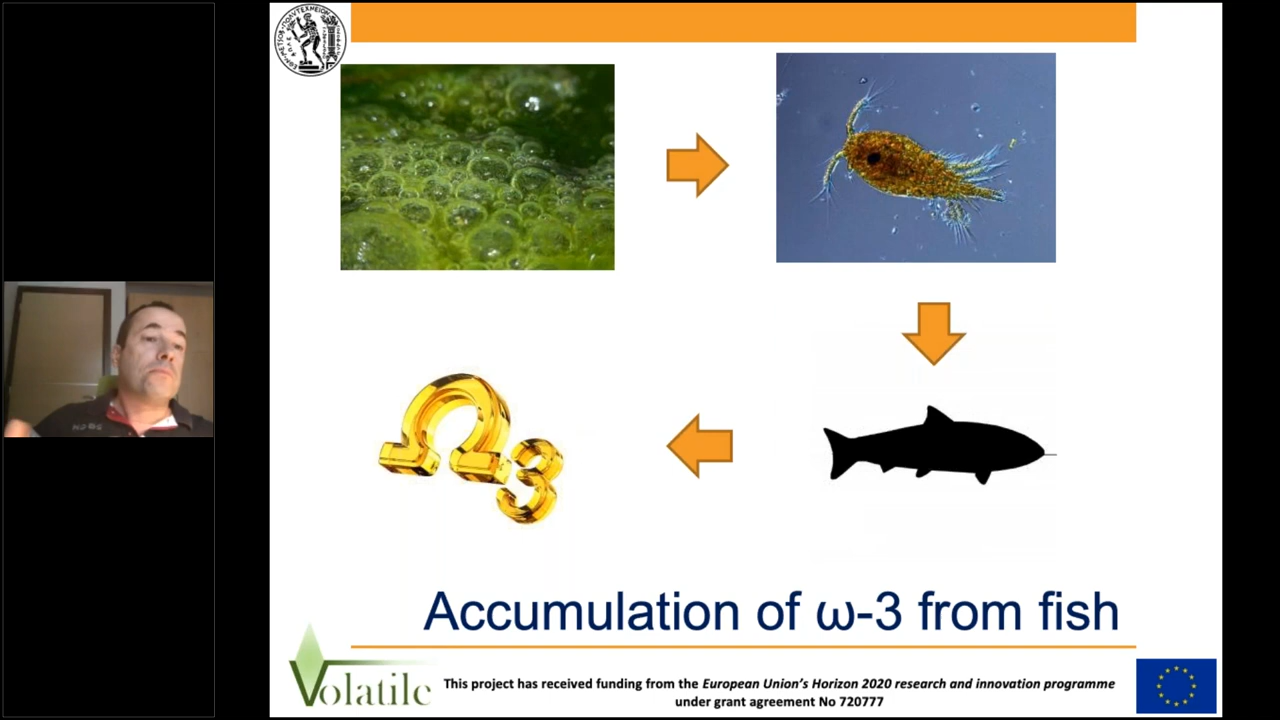 Ω3
Accumulation of ω-3 from fish
Volatile
This project has received funding from the European Union's Horizon 2020 research and innovation programme
under grant agreement No 720777